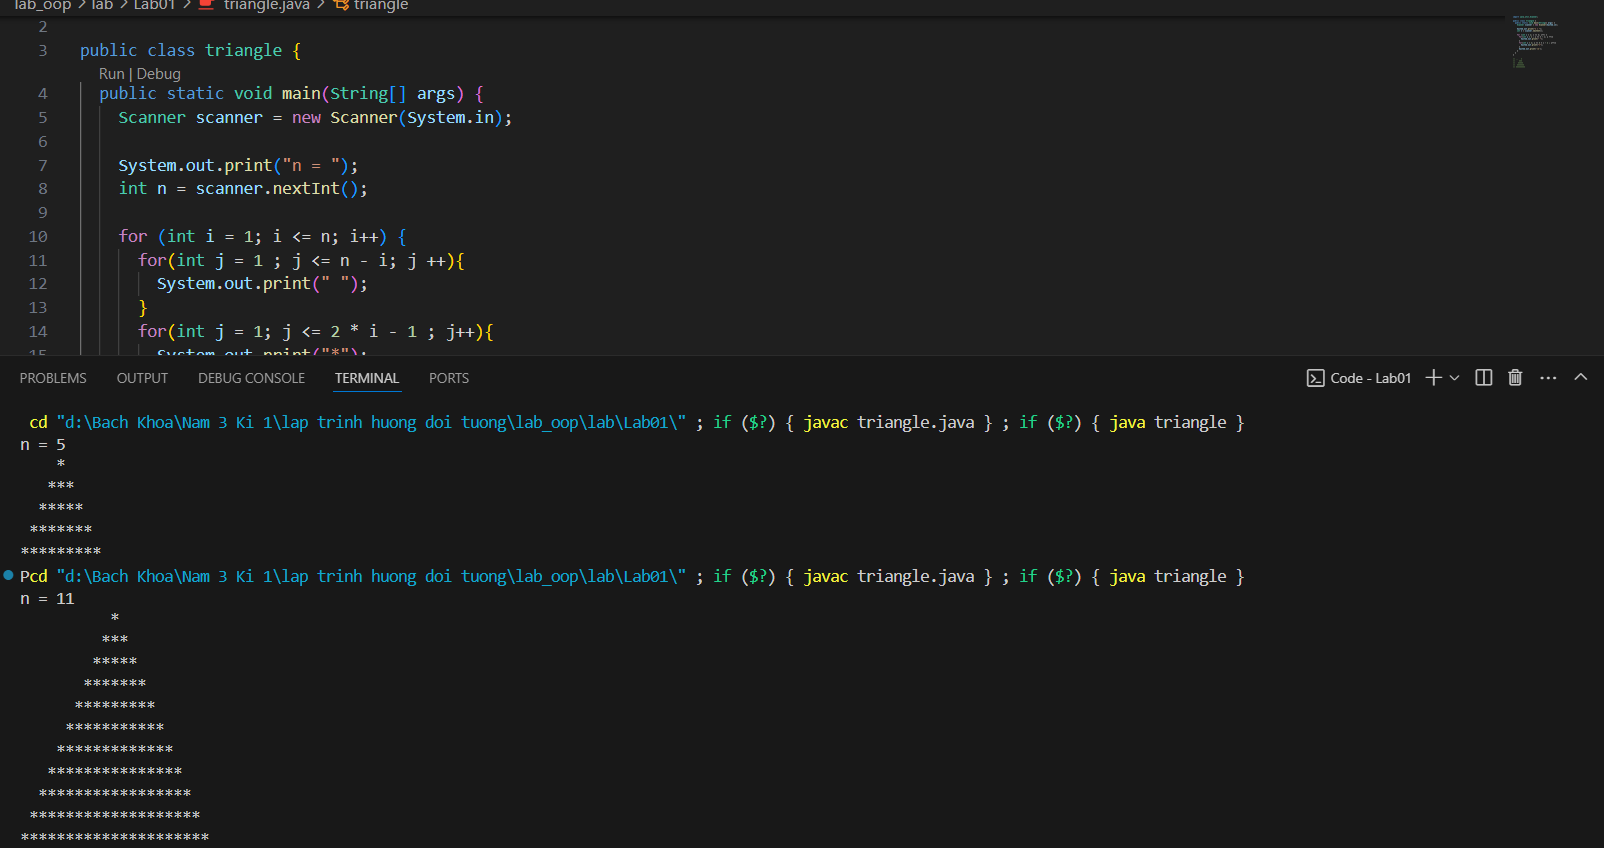 lab_oop > lab > Lab01 > triangle.java > triangle
2
3 public class triangle {
Run | Debug
4 public static void main(String[] args) {
5 Scanner scanner = new Scanner(System.in);
6
7 System.out.print("n = ");
8 int n = scanner.nextInt();
9
10 for (int i = 1; i <= n; i++) {
11 for(int j = 1 ; j <= n - i; j ++){
12 System.out.print(" ");
13 }
14 for(int j = 1; j <= 2 * i - 1 ; j++){
15 System.out.print("*");
PROBLEMS OUTPUT DEBUG CONSOLE TERMINAL PORTS Code - Lab01
cd "d:\Bach Khoa\Nam 3 Ki 1\lap trinh huong doi tuong\lab_oop\lab\Lab01\" ; if ($?) { javac triangle.java } ; if ($?) { java triangle }
n = 5
    *
   ***
  *****
 *******
*********
Pcd "d:\Bach Khoa\Nam 3 Ki 1\lap trinh huong doi tuong\lab_oop\lab\Lab01\" ; if ($?) { javac triangle.java } ; if ($?) { java triangle }
n = 11
          *
         ***
        *****
       *******
      *********
     ***********
    *************
   ***************
  *****************
 *******************
*********************